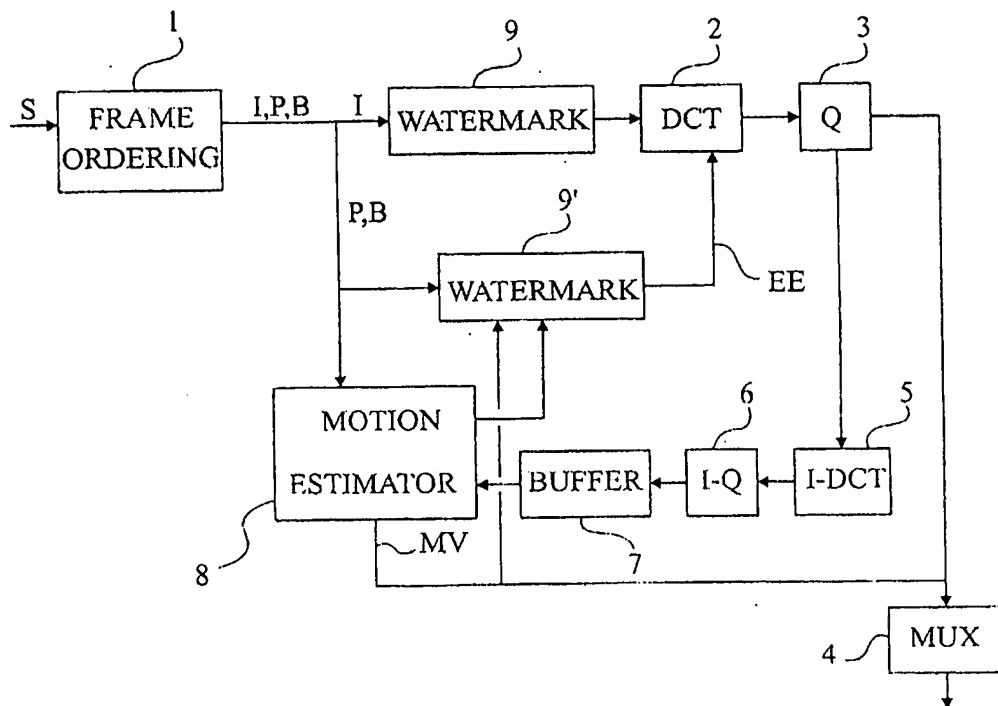 1
9
2
3
S
FRAME
ORDERING
I,P,B
I
WATERMARK
DCT
Q
P,B
9'
WATERMARK
EE
MOTION
ESTIMATOR
8
BUFFER
7
6
I-Q
5
I-DCT
MV
4
MUX